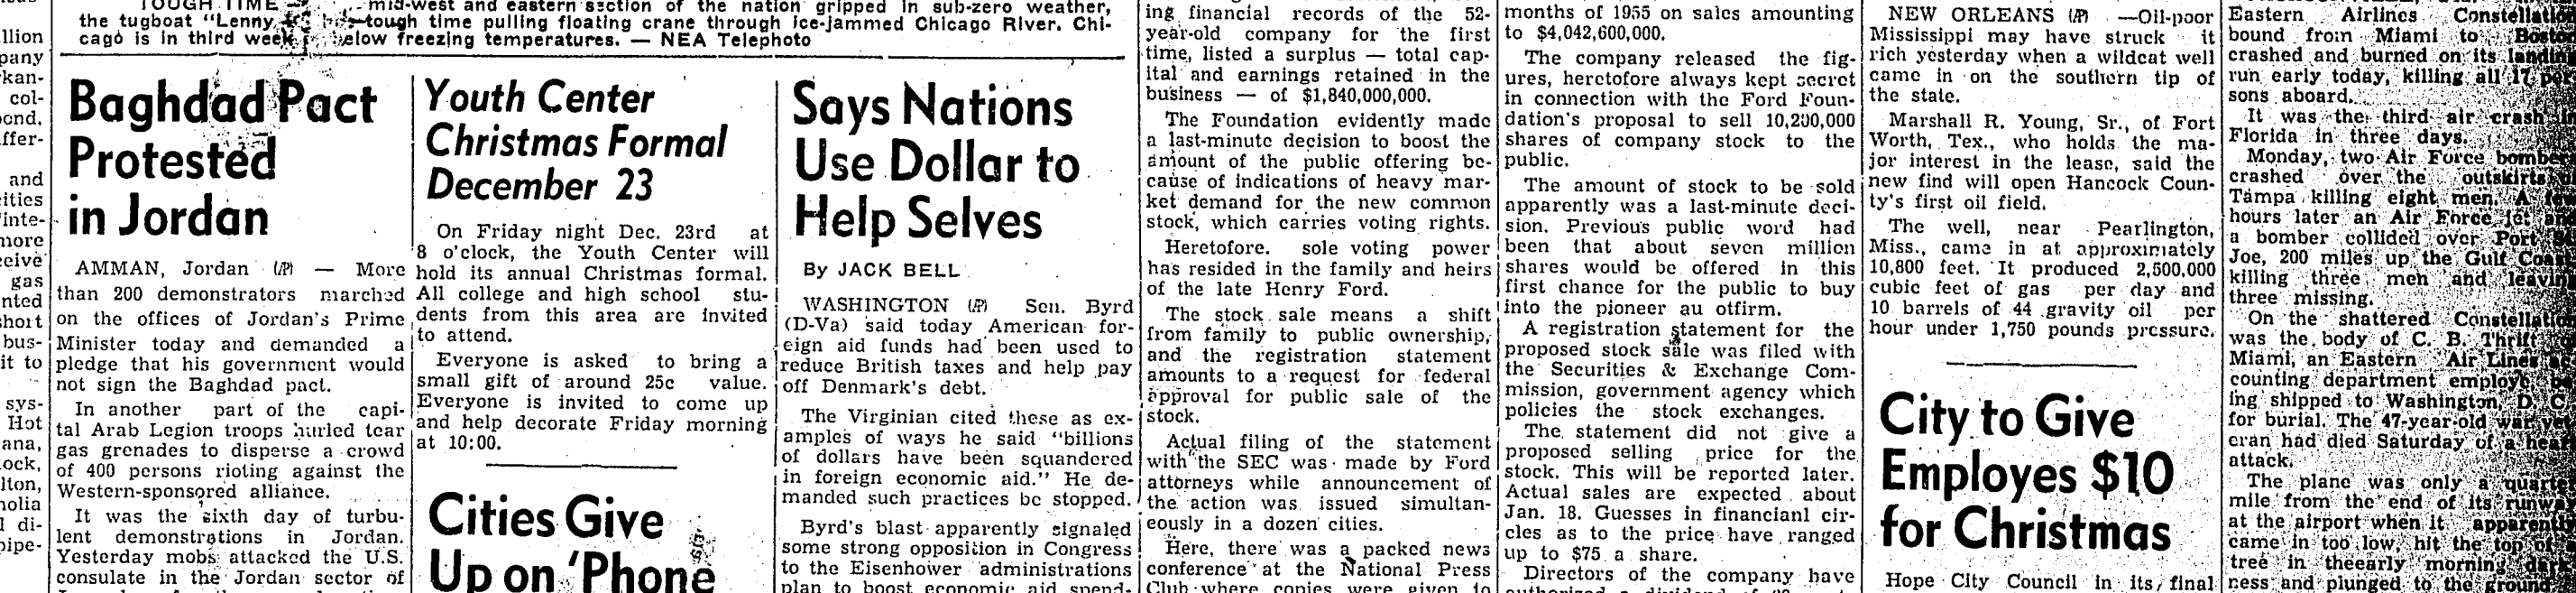 llion
pany
kan-
col-
ond,
ffer-
and
ities
inte-
more
ceive
gas
nted
short
bus-
it to
sys-
Hot
ana,
ock,
lton,
nolia
l di-
pipe-
TOUGH TIME — mid-west and eastern section of the nation gripped in sub-zero weather,
the tugboat "Lenny tough time pulling floating crane through ice-jammed Chicago River. Chi-
cago is in third week below freezing temperatures. — NEA Telephoto
Baghdad Pact
Protested
in Jordan
AMMAN, Jordan (AP) — More
than 200 demonstrators marched
on the offices of Jordan's Prime
Minister today and demanded a
pledge that his government would
not sign the Baghdad pact.
In another part of the capi-
tal Arab Legion troops hurled tear
gas grenades to disperse a crowd
of 400 persons rioting against the
Western-sponsored alliance.
It was the sixth day of turbu-
lent demonstrations in Jordan.
Yesterday mobs attacked the U.S.
consulate in the Jordan sector of
Youth Center
Christmas Formal
December 23
On Friday night Dec. 23rd at
8 o'clock, the Youth Center will
hold its annual Christmas formal.
All college and high school stu-
dents from this area are invited
to attend.
Everyone is asked to bring a
small gift of around 25c value.
Everyone is invited to come up
and help decorate Friday morning
at 10:00.
Cities Give
Up on 'Phone
Says Nations
Use Dollar to
Help Selves
By JACK BELL
WASHINGTON (AP) Sen. Byrd
(D-Va) said today American for-
eign aid funds had been used to
reduce British taxes and help pay
off Denmark's debt.
The Virginian cited these as ex-
amples of ways he said "billions
of dollars have been squandered
in foreign economic aid." He de-
manded such practices be stopped.
Byrd's blast apparently signaled
some strong opposition in Congress
to the Eisenhower administrations
plan to boost economic aid spend-
ing financial records of the 52-
year-old company for the first
time, listed a surplus — total cap-
ital and earnings retained in the
business — of $1,840,000,000.
The Foundation evidently made
a last-minute decision to boost the
amount of the public offering be-
cause of indications of heavy mar-
ket demand for the new common
stock, which carries voting rights.
Heretofore. sole voting power
has resided in the family and heirs
of the late Henry Ford.
The stock sale means a shift
from family to public ownership,
and the registration statement
amounts to a request for federal
approval for public sale of the
stock.
Actual filing of the statement
with the SEC was made by Ford
attorneys while announcement of
the action was issued simultan-
eously in a dozen cities.
Here, there was a packed news
conference at the National Press
Club where copies were given to
months of 1955 on sales amounting
to $4,042,600,000.
The company released the fig-
ures, heretofore always kept secret
in connection with the Ford Foun-
dation's proposal to sell 10,200,000
shares of company stock to the
public.
The amount of stock to be sold
apparently was a last-minute deci-
sion. Previous public word had
been that about seven million
shares would be offered in this
first chance for the public to buy
into the pioneer au otfirm.
A registration statement for the
proposed stock sale was filed with
the Securities & Exchange Com-
mission, government agency which
policies the stock exchanges.
The statement did not give a
proposed selling price for the
stock. This will be reported later.
Actual sales are expected about
Jan. 18. Guesses in financianl cir-
cles as to the price have ranged
up to $75 a share.
Directors of the company have
NEW ORLEANS (AP) —Oil-poor
Mississippi may have struck it
rich yesterday when a wildcat well
came in on the southern tip of
the state.
Marshall R. Young, Sr., of Fort
Worth, Tex., who holds the ma-
jor interest in the lease, said the
new find will open Hancock Coun-
ty's first oil field.
The well, near Pearlington,
Miss., came in at approximately
10,800 feet. It produced 2,500,000
cubic feet of gas per day and
10 barrels of 44 gravity oil per
hour under 1,750 pounds pressure.
City to Give
Employes $10
for Christmas
Hope City Council in its final
Eastern Airlines Constellation
bound from Miami to Boston
crashed and burned on its landing
run early today, killing all 17 per-
sons aboard.
It was the third air crash in
Florida in three days.
Monday, two Air Force bombers
crashed over the outskirts of
Tampa killing eight men. A few
hours later an Air Force jet and
a bomber collided over Port St.
Joe, 200 miles up the Gulf Coast
killing three men and leaving
three missing.
On the shattered Constellation
was the body of C. B. Thrift
Miami, an Eastern Air Lines ac-
counting department employe, be-
ing shipped to Washington, D. C.
for burial. The 47-year-old war vet-
eran had died Saturday of a heart
attack.
The plane was only a quarter
mile from the end of its runway
at the airport when it apparently
came in too low, hit the top of a
tree in theearly morning dark-
ness and plunged to the ground